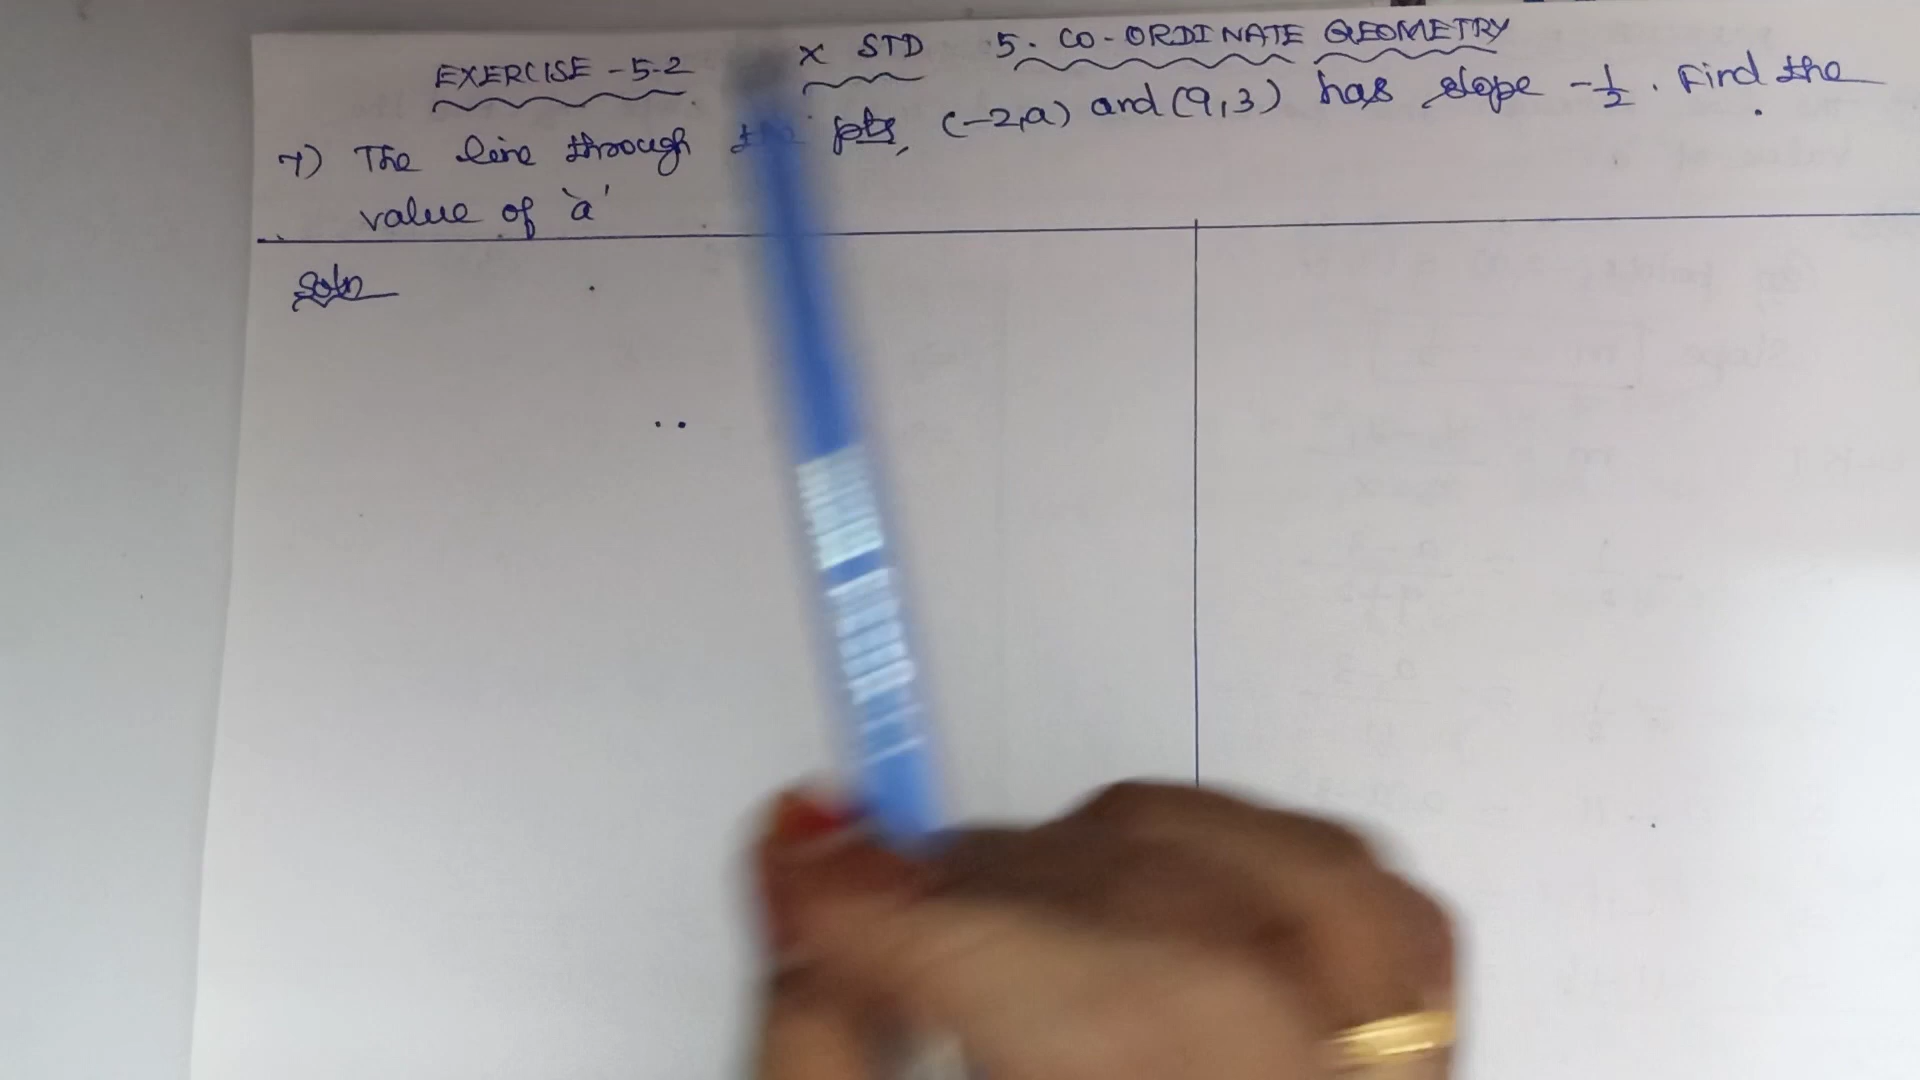 EXERCISE - 5.2 X STD 5. CO-ORDINATE GEOMETRY
7) The line through the pts, (-2,a) and (9,3) has slope -1/2. Find the
value of 'a'
Soln